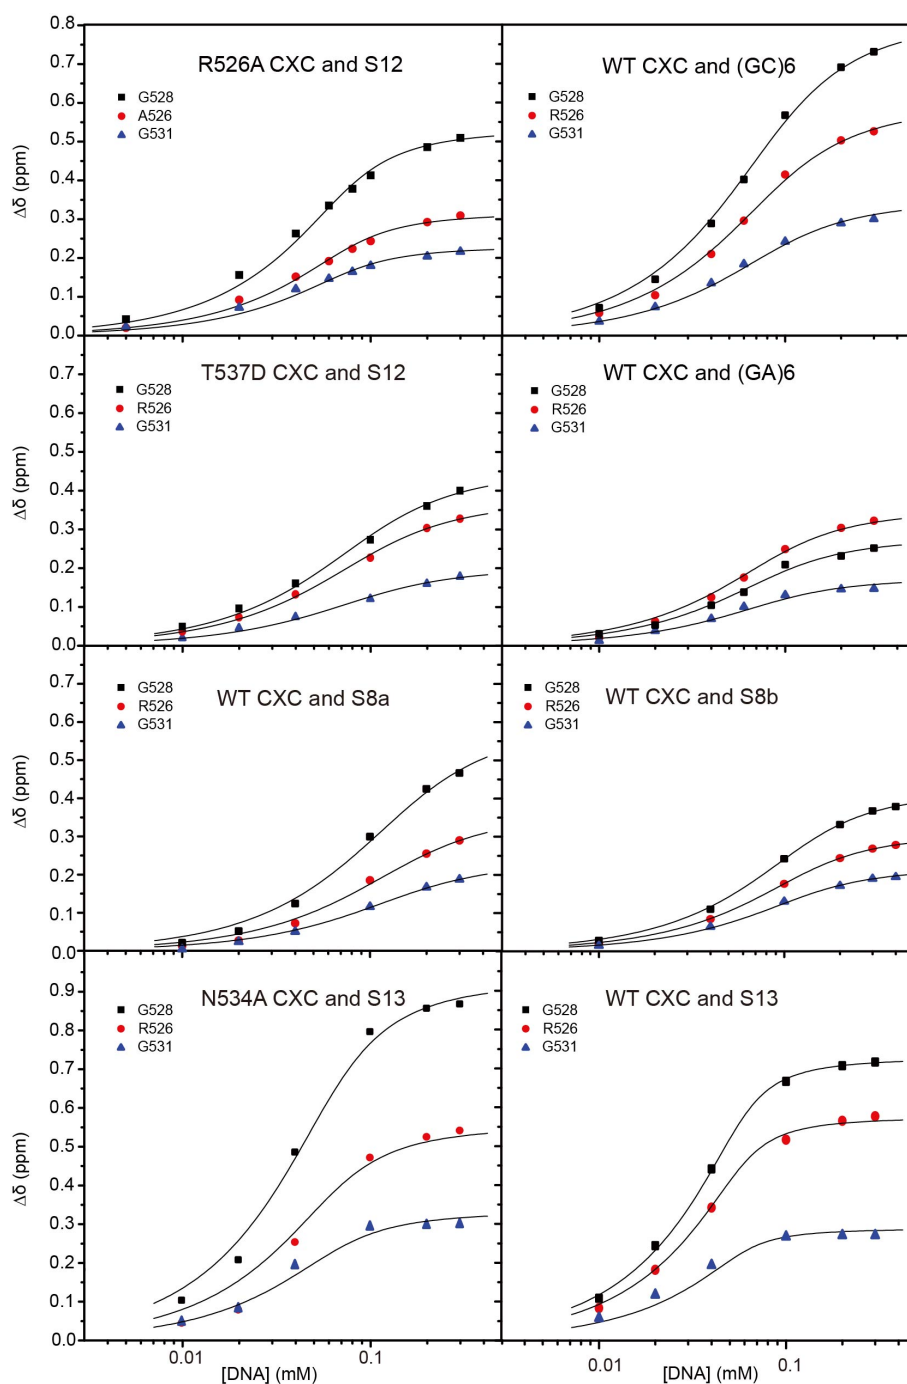 R526A CXC and S12
G528
A526
G531
Δδ (ppm)
0.8
0.7
0.6
0.5
0.4
0.3
0.2
0.1
0.0
WT CXC and (GC)6
G528
R526
G531
T537D CXC and S12
G528
R526
G531
Δδ (ppm)
0.7
0.6
0.5
0.4
0.3
0.2
0.1
0.0
WT CXC and (GA)6
G528
R526
G531
WT CXC and S8a
G528
R526
G531
Δδ (ppm)
0.7
0.6
0.5
0.4
0.3
0.2
0.1
0.0
WT CXC and S8b
G528
R526
G531
N534A CXC and S13
G528
R526
G531
Δδ (ppm)
0.9
0.8
0.7
0.6
0.5
0.4
0.3
0.2
0.1
0.0
0.01 0.1
[DNA] (mM)
WT CXC and S13
G528
R526
G531
0.01 0.1
[DNA] (mM)